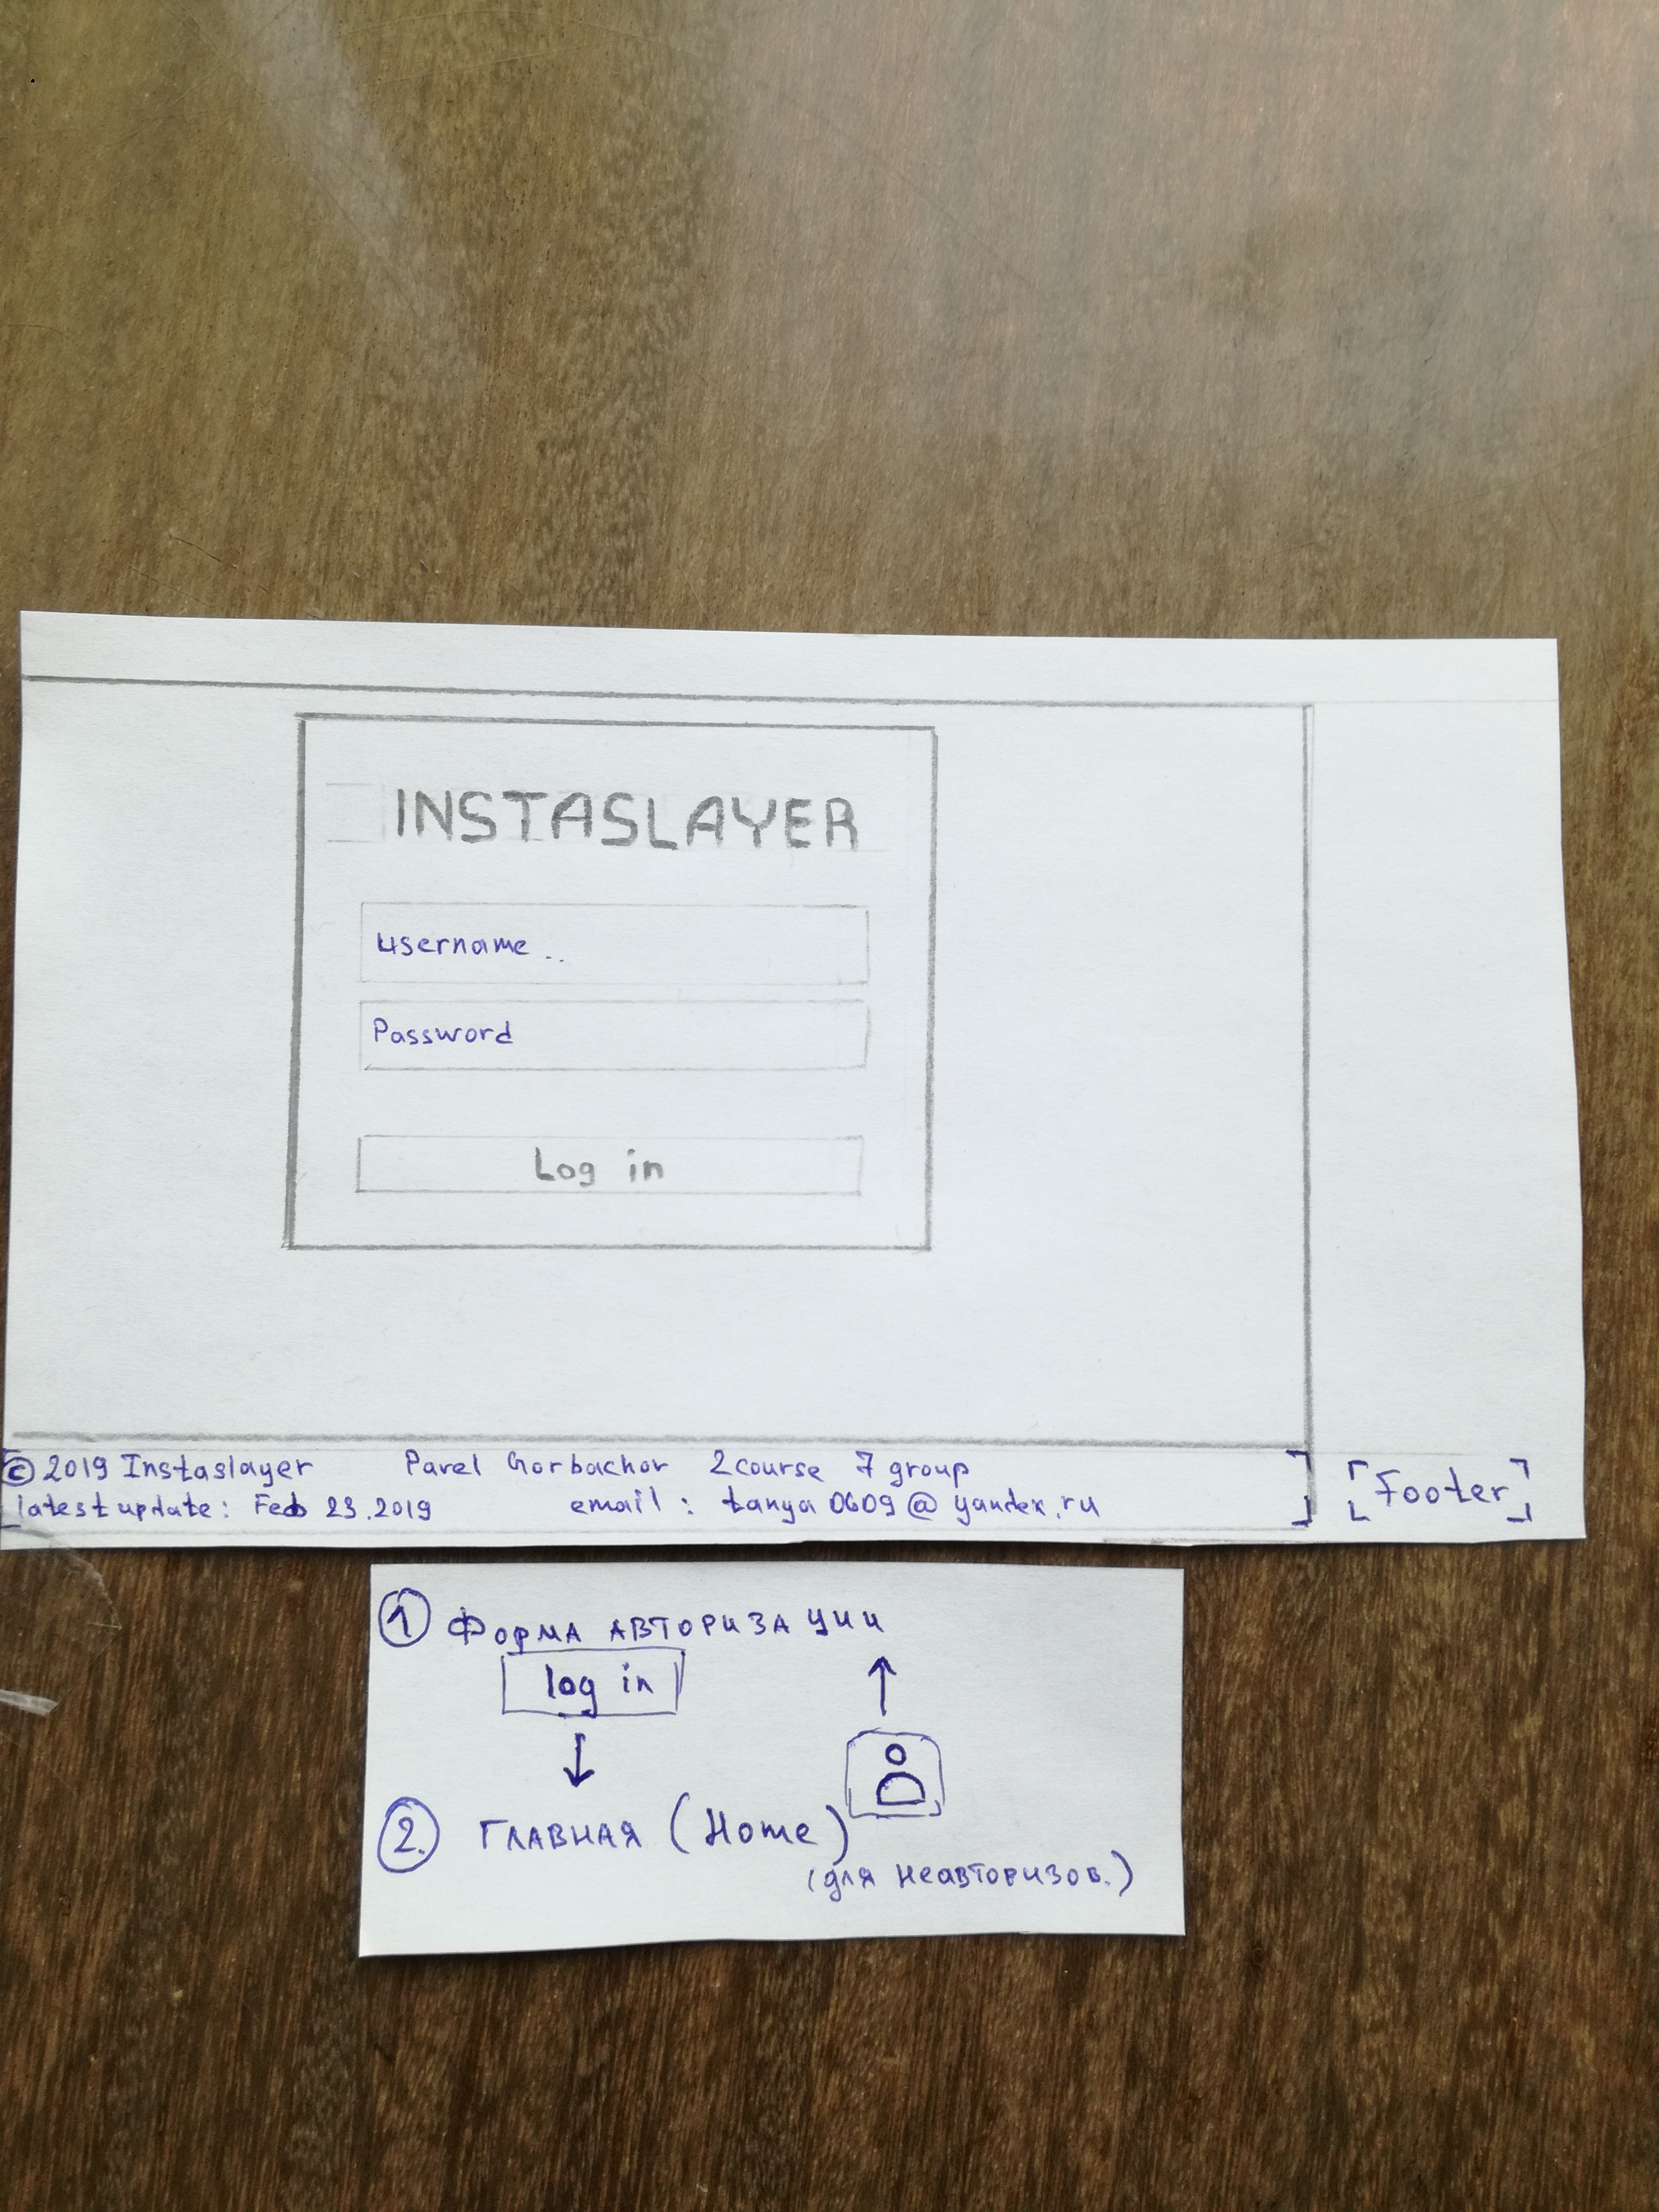 INSTASLAYER
Username ..
Password
Log in
© 2019 Instaslayer Pavel Gorbachov 2course 7 group
latest update: Feb 23.2019 email: tanya0609@yandex.ru
Footer
1 ФОРМА АВТОРИЗАЦИИ
log in
2. ГЛАВНАЯ (Home)
(для неавторизов.)